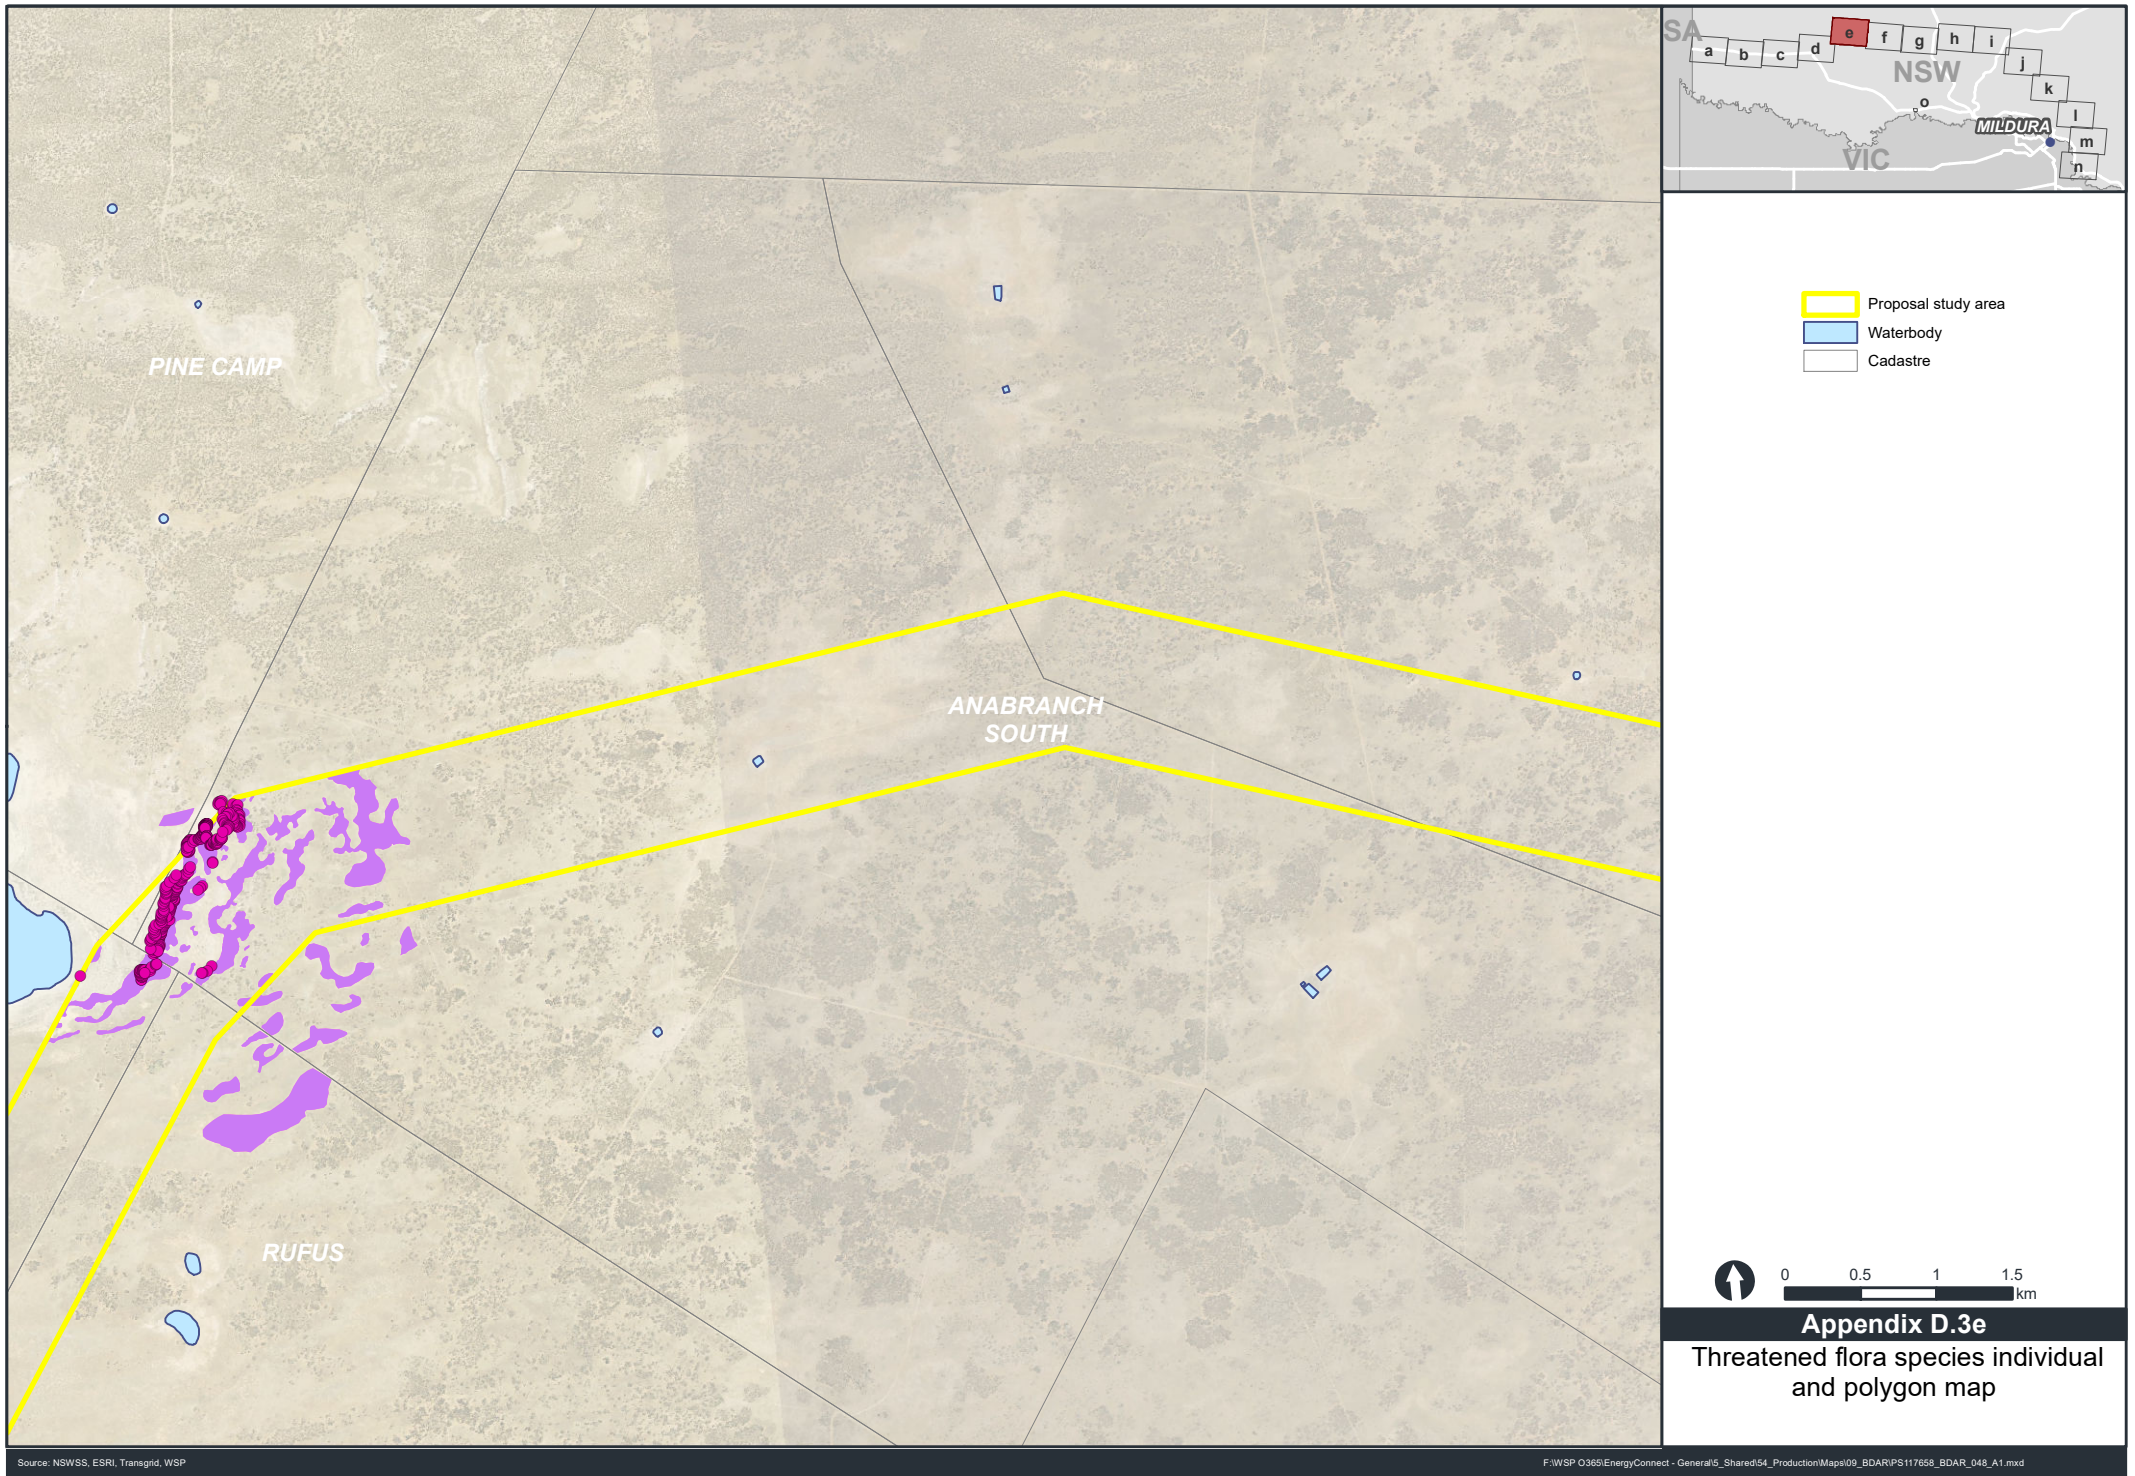 PINE CAMP
ANABRANCH
SOUTH
RUFUS
SA
a
b
c
d
e
f
g
h
i
j
k
l
m
n
o
NSW
MILDURA
VIC
Proposal study area
Waterbody
Cadastre
0 0.5 1 1.5
km
Appendix D.3e
Threatened flora species individual
and polygon map
Source: NSWSS, ESRI, Transgrid, WSP
F:\WSP O365\EnergyConnect - General\5_Shared\54_Production\Maps\09_BDAR\PS117658_BDAR_048_A1.mxd